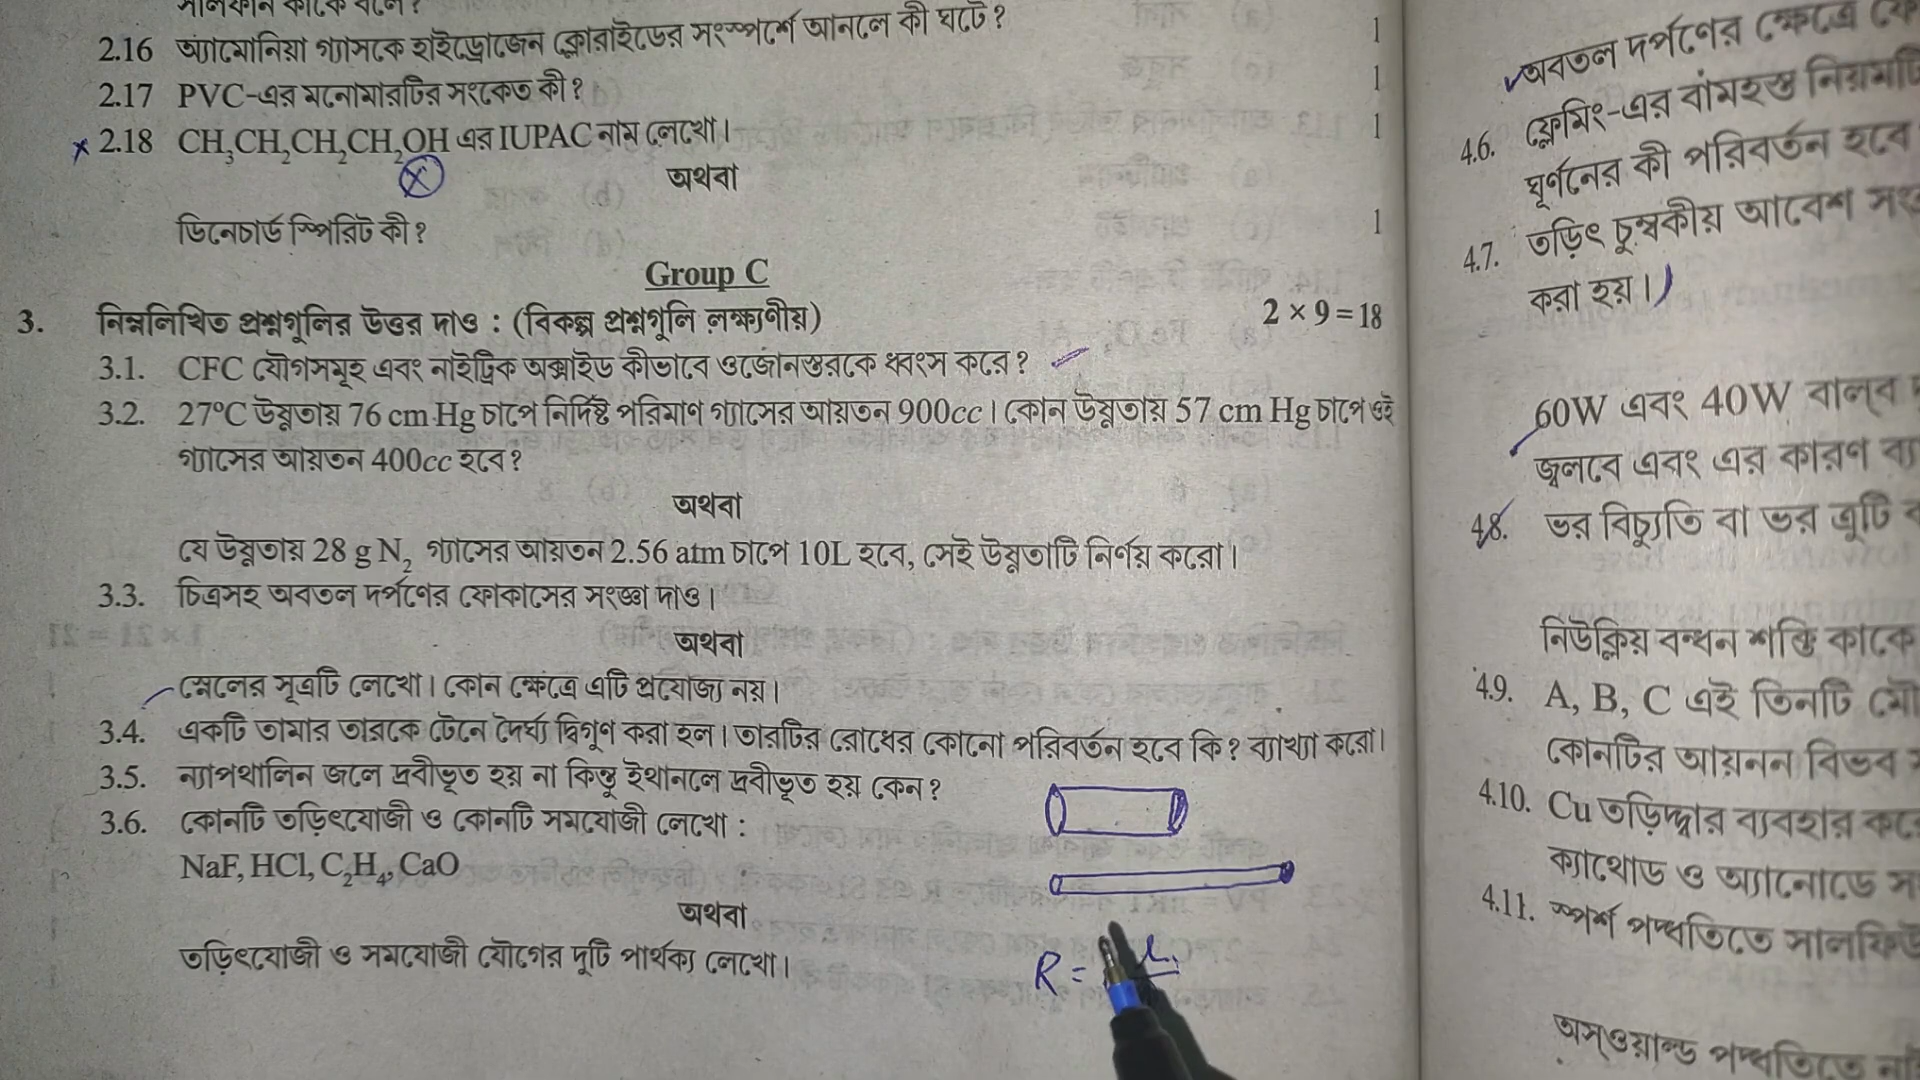 সালফান কাকে বলে?
2.16 অ্যামোনিয়া গ্যাসকে হাইড্রোজেন ক্লোরাইডের সংস্পর্শে আনলে কী ঘটে? 1
2.17 PVC-এর মনোমারটির সংকেত কী? 1
2.18 CH₃CH₂CH₂CH₂OH এর IUPAC নাম লেখো। 1
অথবা
ডিনেচার্ড স্পিরিট কী? 1
Group C
3. নিম্নলিখিত প্রশ্নগুলির উত্তর দাও : (বিকল্প প্রশ্নগুলি লক্ষ্যণীয়) 2 × 9 = 18
3.1. CFC যৌগসমূহ এবং নাইট্রিক অক্সাইড কীভাবে ওজোনস্তরকে ধ্বংস করে?
3.2. 27°C উষ্ণতায় 76 cm Hg চাপে নির্দিষ্ট পরিমাণ গ্যাসের আয়তন 900cc। কোন উষ্ণতায় 57 cm Hg চাপে ওই
গ্যাসের আয়তন 400cc হবে?
অথবা
যে উষ্ণতায় 28 g N₂ গ্যাসের আয়তন 2.56 atm চাপে 10L হবে, সেই উষ্ণতাটি নির্ণয় করো।
3.3. চিত্রসহ অবতল দর্পণের ফোকাসের সংজ্ঞা দাও।
অথবা
স্নেলের সূত্রটি লেখো। কোন ক্ষেত্রে এটি প্রযোজ্য নয়।
3.4. একটি তামার তারকে টেনে দৈর্ঘ্য দ্বিগুণ করা হল। তারটির রোধের কোনো পরিবর্তন হবে কি? ব্যাখ্যা করো।
3.5. ন্যাপথালিন জলে দ্রবীভূত হয় না কিন্তু ইথানলে দ্রবীভূত হয় কেন?
3.6. কোনটি তড়িৎযোজী ও কোনটি সমযোজী লেখো :
NaF, HCl, C₂H₄, CaO
অথবা
তড়িৎযোজী ও সমযোজী যৌগের দুটি পার্থক্য লেখো।
R =
অবতল দর্পণের ক্ষেত্রে
4.6. ফ্লেমিং-এর বামহস্ত নিয়মটি
ঘূর্ণনের কী পরিবর্তন হবে
4.7. তড়িৎ চুম্বকীয় আবেশ
করা হয়।
60W এবং 40W বাল্‌ব
জ্বলবে এবং এর কারণ
4.8. ভর বিচ্যুতি বা ভর ত্রুটি
নিউক্লিয় বন্ধন শক্তি কাকে
4.9. A, B, C এই তিনটি
কোনটির আয়নন বিভব
4.10. Cu তড়িদ্দ্বার ব্যবহার
ক্যাথোড ও অ্যানোডে
4.11. স্পর্শ পদ্ধতিতে
অস্ওয়াল্ড পদ্ধতিতে